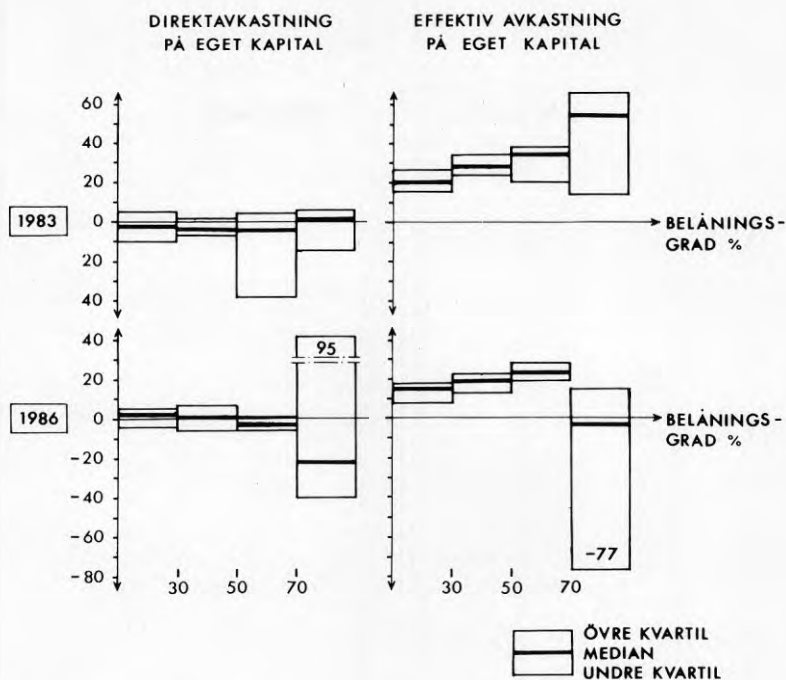 DIREKTAVKASTNING
PÅ EGET KAPITAL
EFFEKTIV AVKASTNING
PÅ EGET KAPITAL
60
40
20
1983
0
20
40
BELÅNINGS-
GRAD %
95
20
1986
0
-20
-40
-60
-80
30
50
70
30
50
70
-77
BELÅNINGS-
GRAD %
ÖVRE KVARTIL
MEDIAN
UNDRE KVARTIL